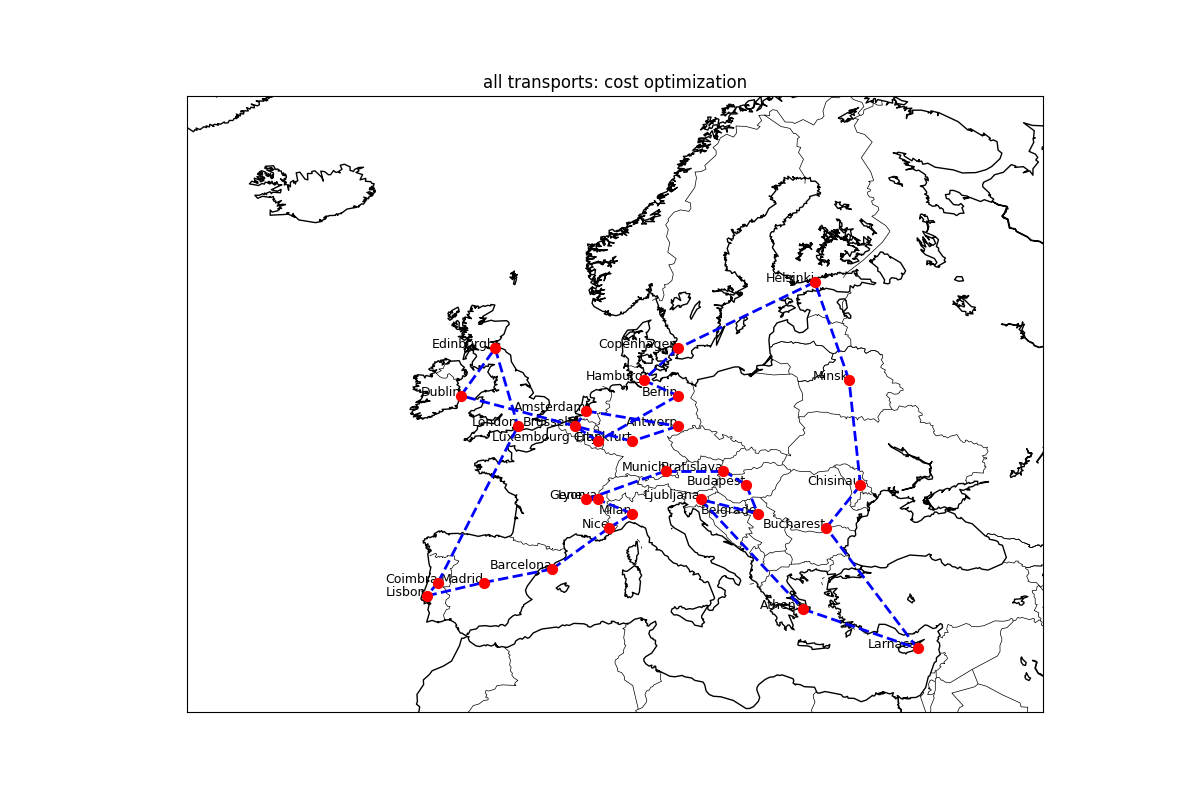 all transports: cost optimization
Helsinki
Edinburgh
Copenhagen
Hamburg
Minsk
Dublin
Berlin
Amsterdam
London
Brussels
Antwerp
Luxembourg City
Frankfurt
Munich
Bratislava
Budapest
Chisinau
Geneva
Lyon
Ljubljana
Milan
Belgrade
Nice
Bucharest
Barcelona
Coimbra
Madrid
Lisbon
Athens
Larnaca